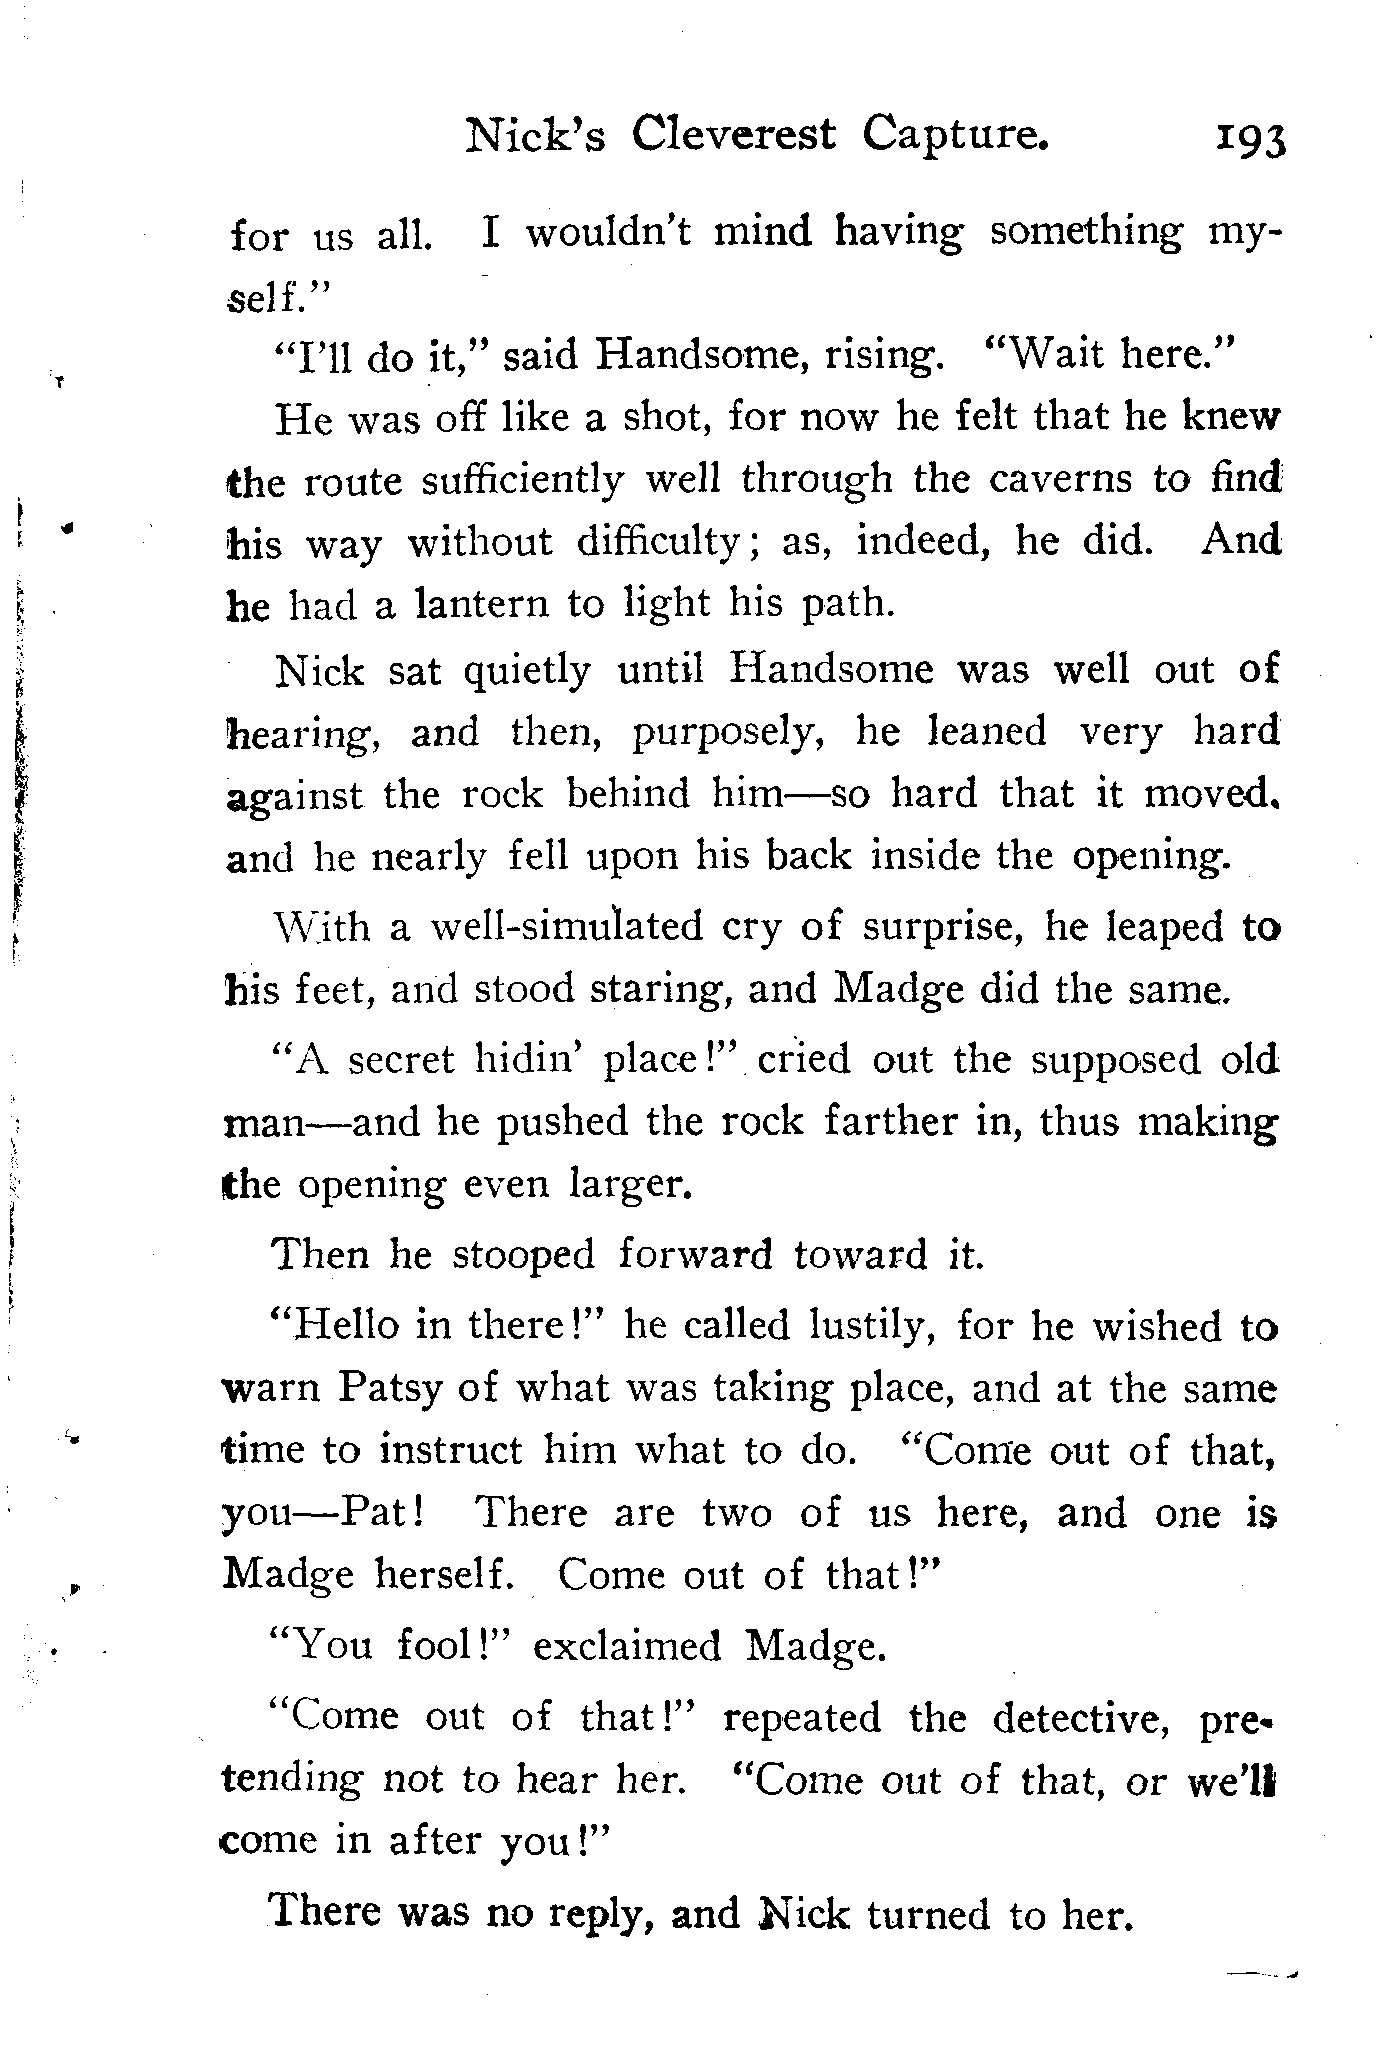 Nick's Cleverest Capture. 193
for us all. I wouldn't mind having something my-
self."
"I'll do it," said Handsome, rising. "Wait here."
He was off like a shot, for now he felt that he knew
the route sufficiently well through the caverns to find
his way without difficulty; as, indeed, he did. And
he had a lantern to light his path.
Nick sat quietly until Handsome was well out of
hearing, and then, purposely, he leaned very hard
against the rock behind him—so hard that it moved,
and he nearly fell upon his back inside the opening.
With a well-simulated cry of surprise, he leaped to
his feet, and stood staring, and Madge did the same.
"A secret hidin' place!" cried out the supposed old
man—and he pushed the rock farther in, thus making
the opening even larger.
Then he stooped forward toward it.
"Hello in there!" he called lustily, for he wished to
warn Patsy of what was taking place, and at the same
time to instruct him what to do. "Come out of that,
you—Pat! There are two of us here, and one is
Madge herself. Come out of that!"
"You fool!" exclaimed Madge.
"Come out of that!" repeated the detective, pre-
tending not to hear her. "Come out of that, or we'll
come in after you!"
There was no reply, and Nick turned to her.